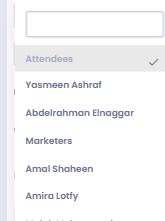 Attendees
Yasmeen Ashraf
Abdelrahman Elnaggar
Marketers
Amal Shaheen
Amira Lotfy